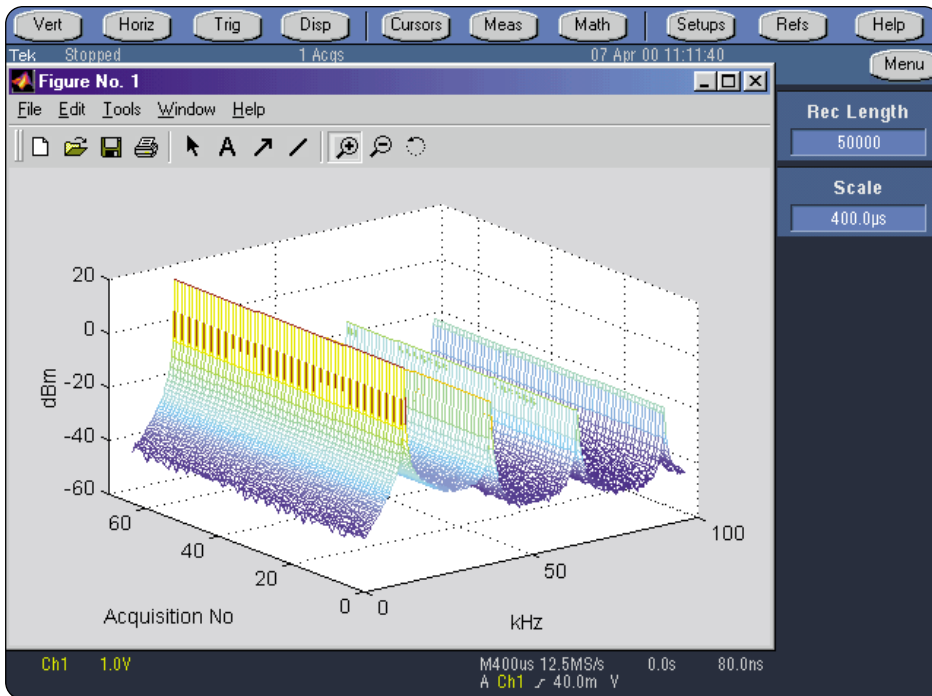 Vert Horiz Trig Disp Cursors Meas Math Setups Refs Help
Tek Stopped 1 Acqs 07 Apr 00 11:11:40
Menu
Figure No. 1
File Edit Tools Window Help
A
Rec Length
50000
Scale
400.0µs
20
0
-20
-40
-60
dBm
60
40
20
0
Acquisition No
0
50
100
kHz
Ch1 1.0V
M400us 12.5MS/s 0.0s 80.0ns
A Ch1 40.0m V